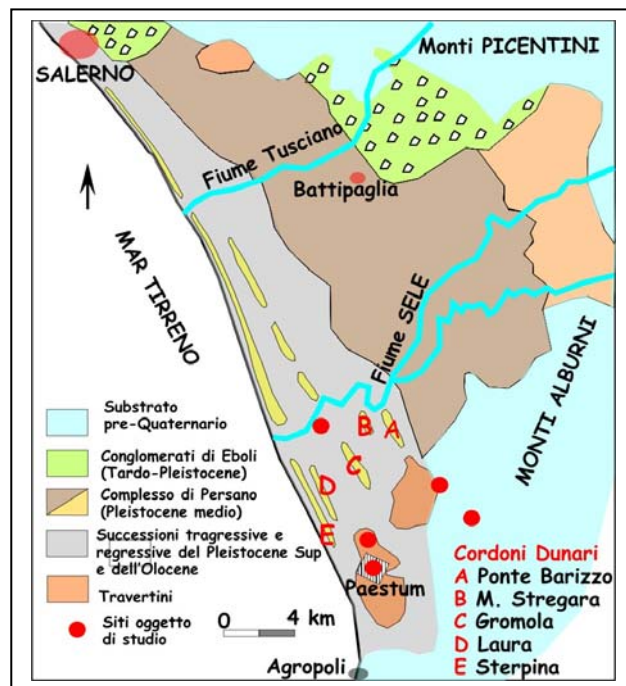 Monti PICENTINI
SALERNO
Fiume Tusciano
Battipaglia
MAR TIRRENO
Fiume SELE
MONTI ALBURNI
Substrato
pre-Quaternario
Conglomerati di Eboli
(Tardo-Pleistocene)
Complesso di Persano
(Pleistocene medio)
Successioni tragressive e
regressive del Pleistocene Sup
e dell'Olocene
Travertini
Siti oggetto
di studio
0 4 km
B A
C
D
E
Paestum
Agropoli
Cordoni Dunari
A Ponte Barizzo
B M. Stregara
C Gromola
D Laura
E Sterpina